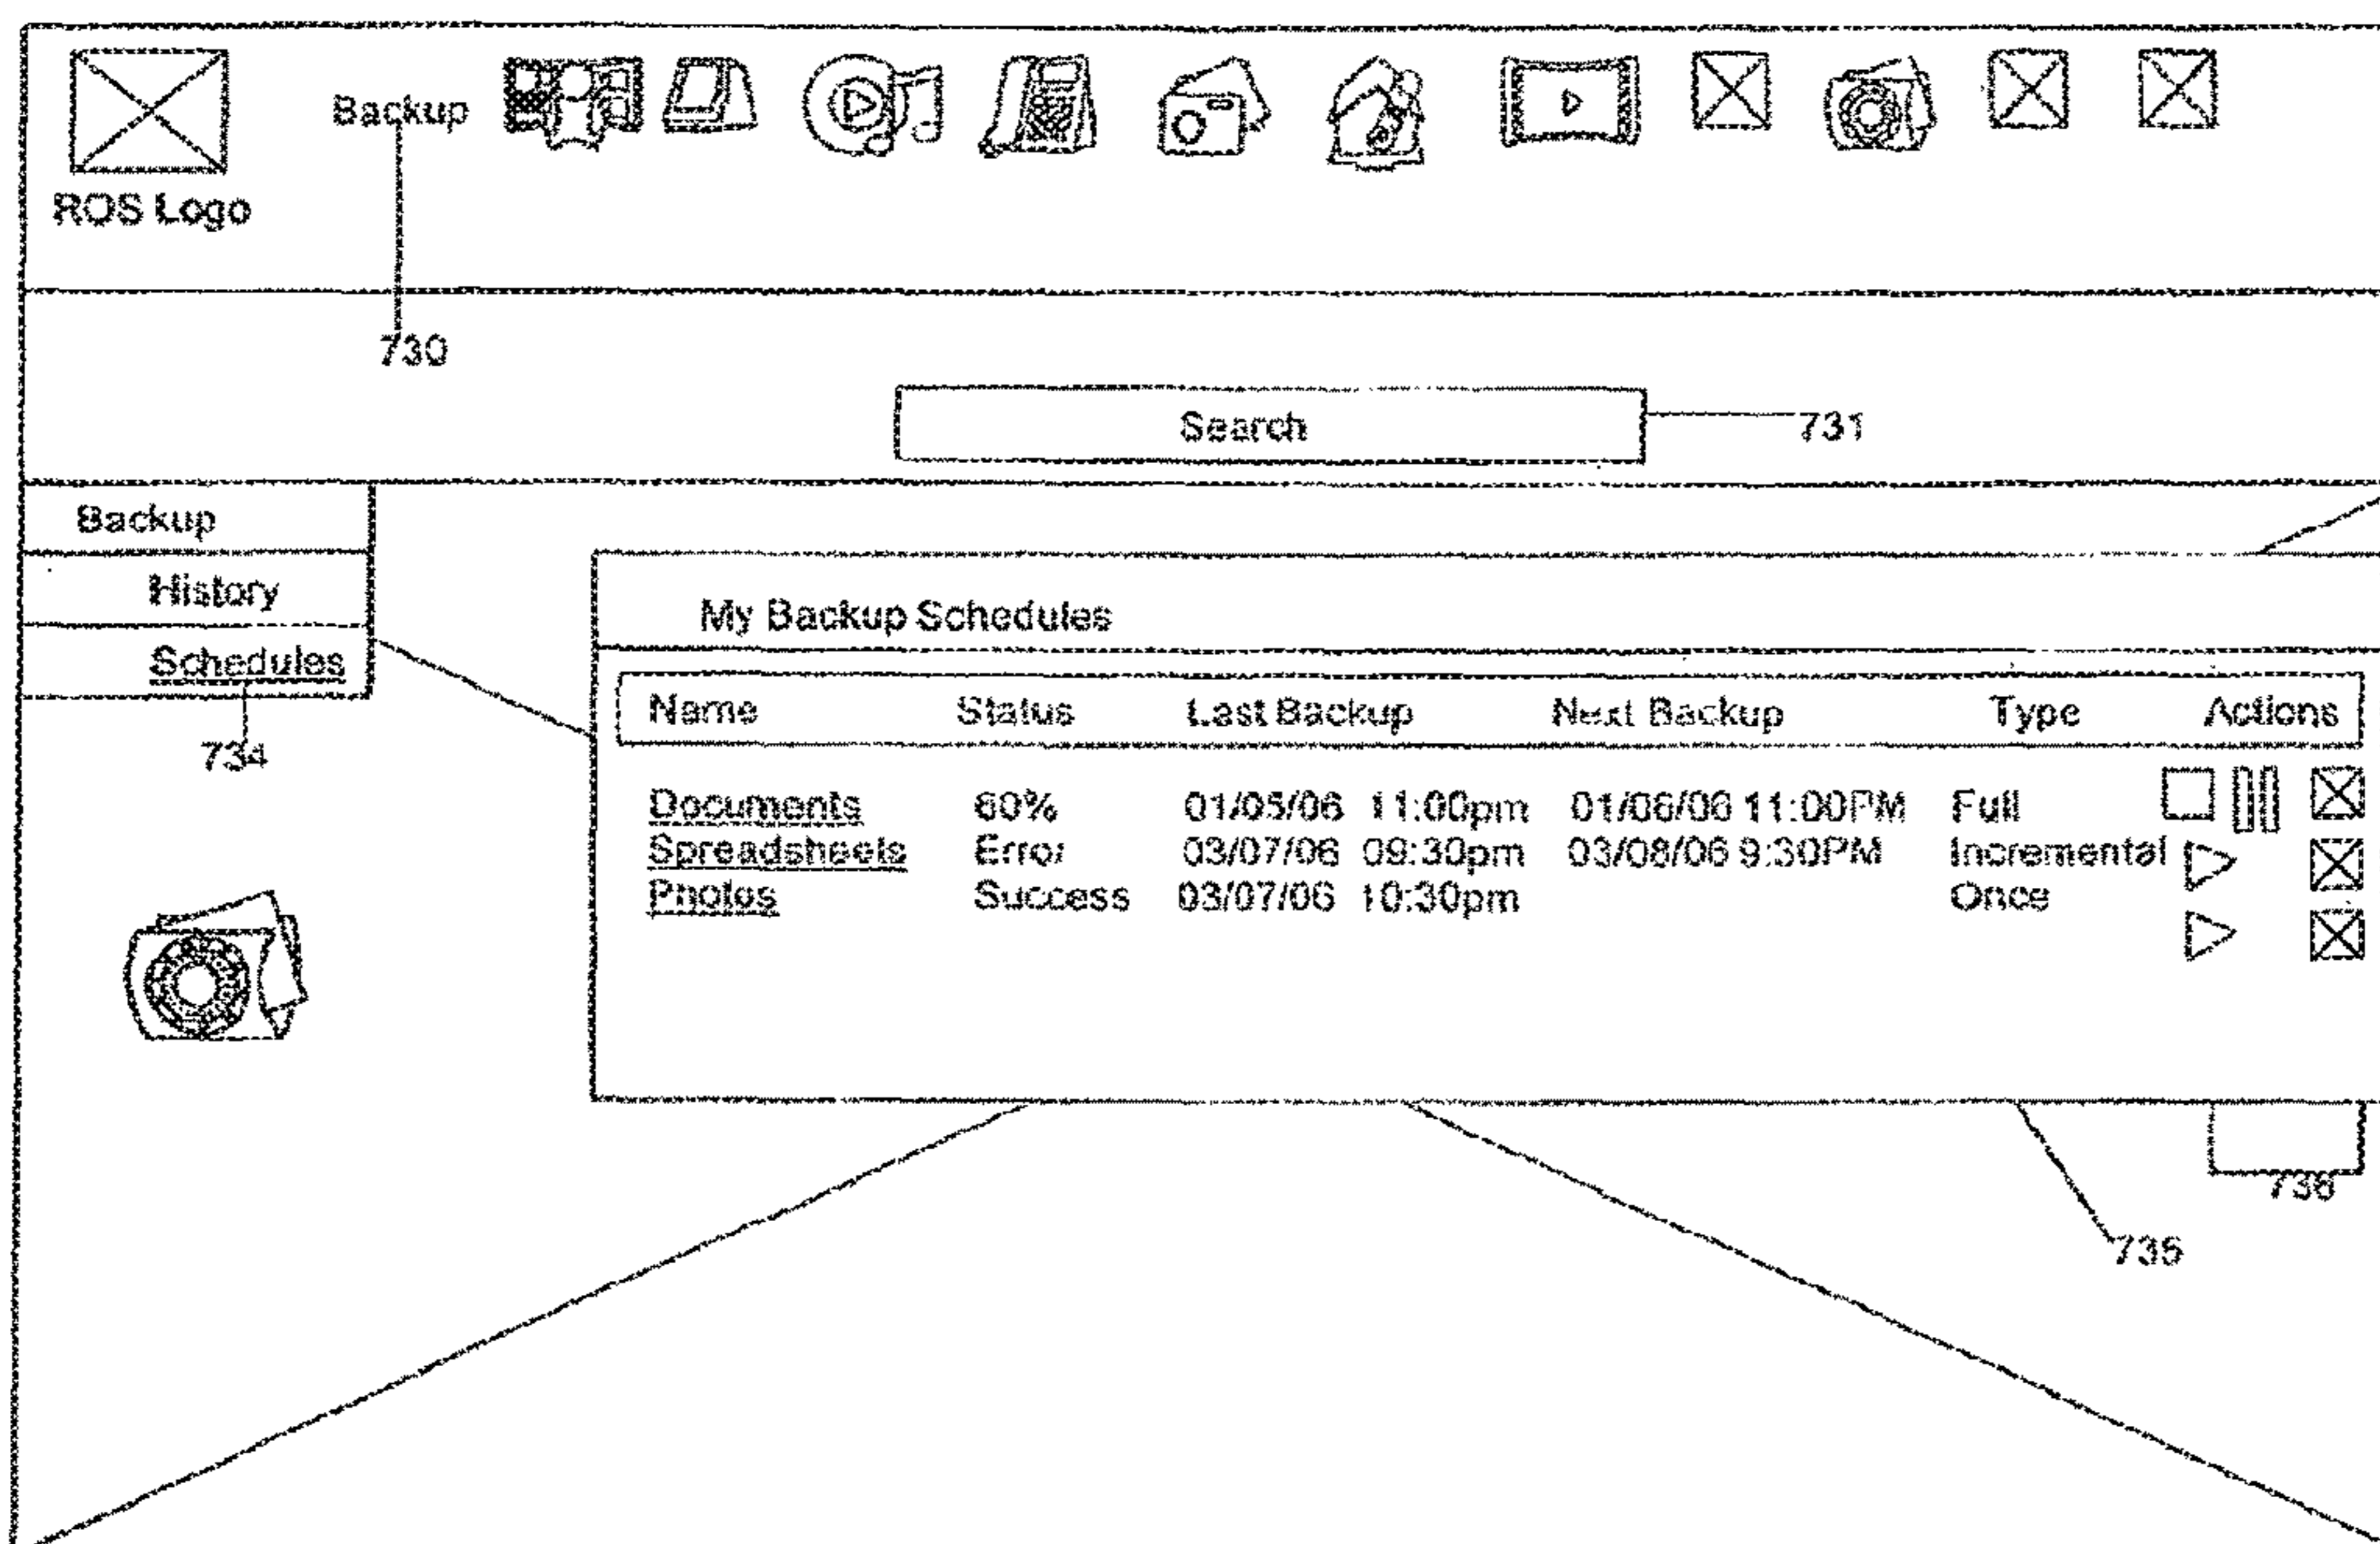 Backup
ROS Logo
730
Search 731
Backup
History
Schedules
734
My Backup Schedules
Name Status Last Backup Next Backup Type Actions
Documents 60% 01/05/06 11:00pm 01/06/06 11:00PM Full
Spreadsheets Error 03/07/06 09:30pm 03/08/06 9:30PM Incremental
Photos Success 03/07/06 10:30pm Once
736
735